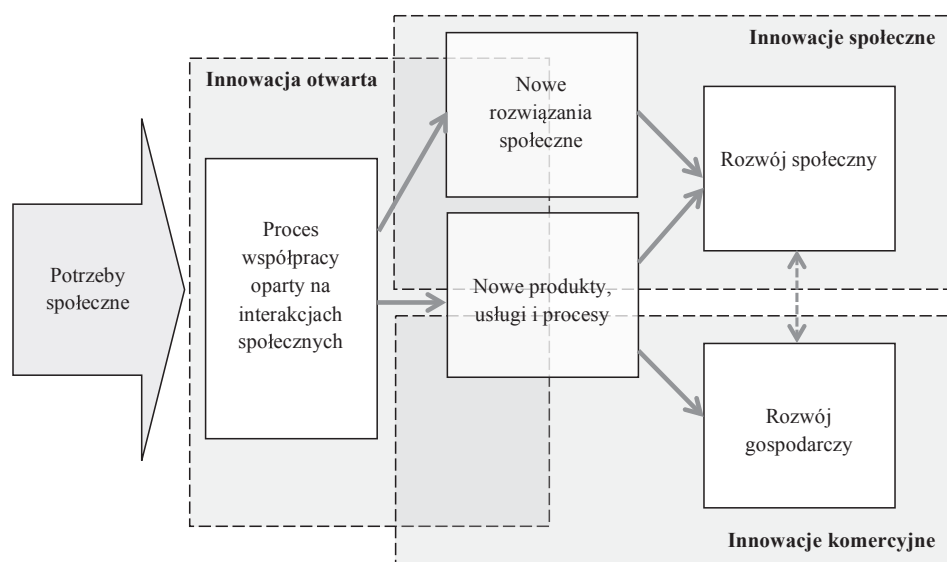 Innowacje społeczne
Innowacja otwarta
Nowe
rozwiązania
społeczne
Rozwój społeczny
Proces
współpracy
oparty na
interakcjach
społecznych
Potrzeby
społeczne
Nowe produkty,
usługi i procesy
Rozwój
gospodarczy
Innowacje komercyjne